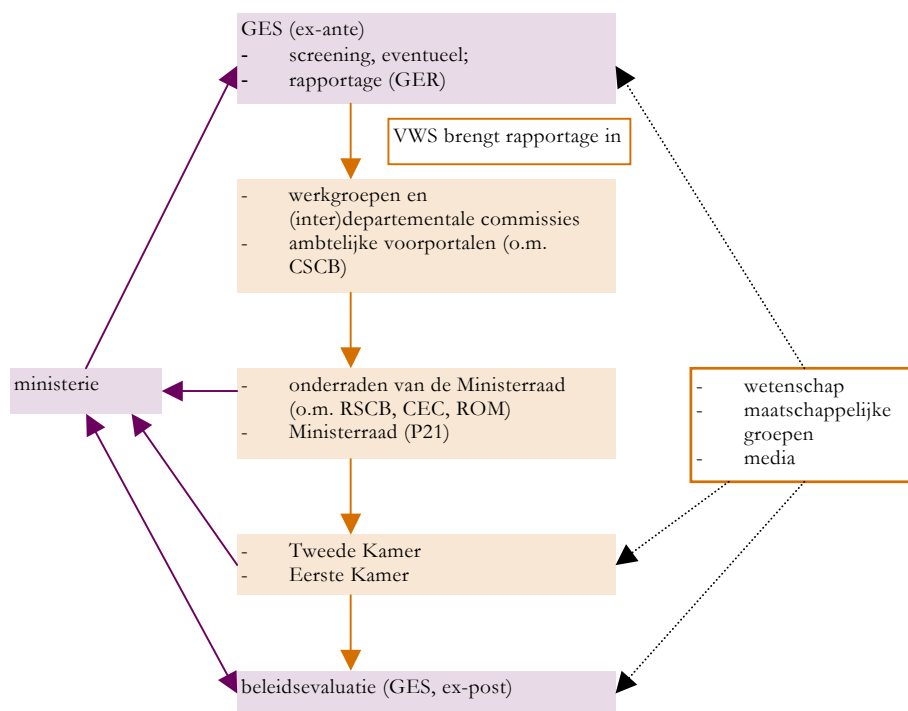 GES (ex-ante)
- screening, eventueel;
- rapportage (GER)
VWS brengt rapportage in
- werkgroepen en
(inter)departementale commissies
- ambtelijke voorportalen (o.m.
CSCB)
ministerie
- onderraden van de Ministerraad
(o.m. RSCB, CEC, ROM)
- Ministerraad (P21)
- wetenschap
- maatschappelijke
groepen
- media
- Tweede Kamer
- Eerste Kamer
beleidsevaluatie (GES, ex-post)